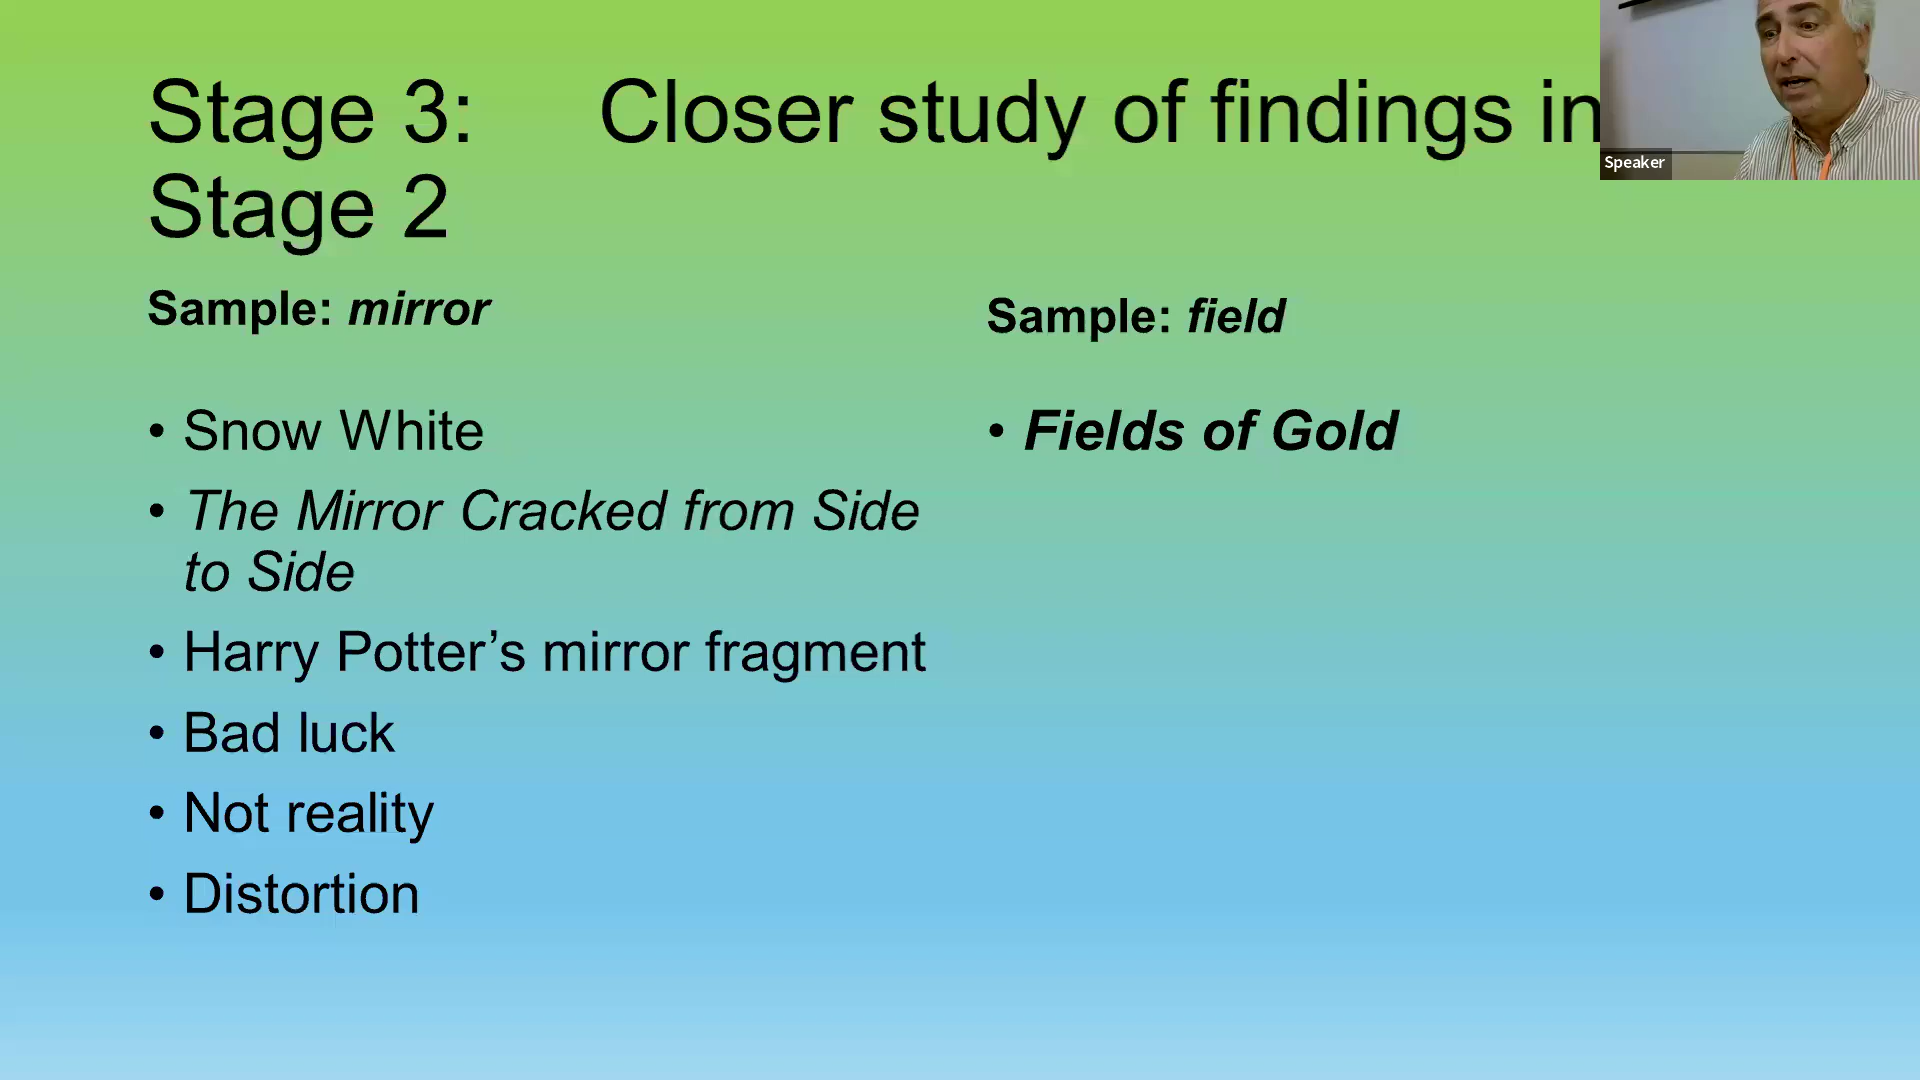 Stage 3: Closer study of findings in
Stage 2
Speaker
Sample: mirror
• Snow White
• The Mirror Cracked from Side
to Side
• Harry Potter’s mirror fragment
• Bad luck
• Not reality
• Distortion
Sample: field
• Fields of Gold